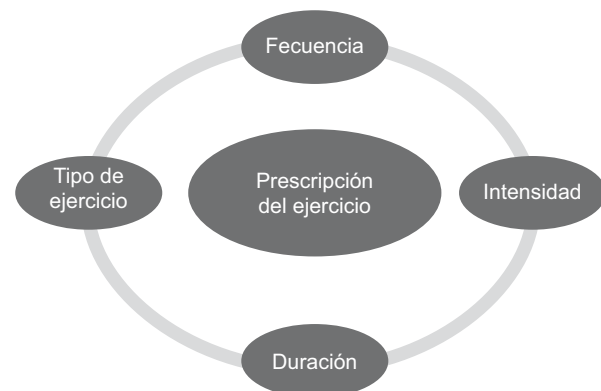 Fecuencia
Tipo de
ejercicio
Prescripción
del ejercicio
Intensidad
Duración